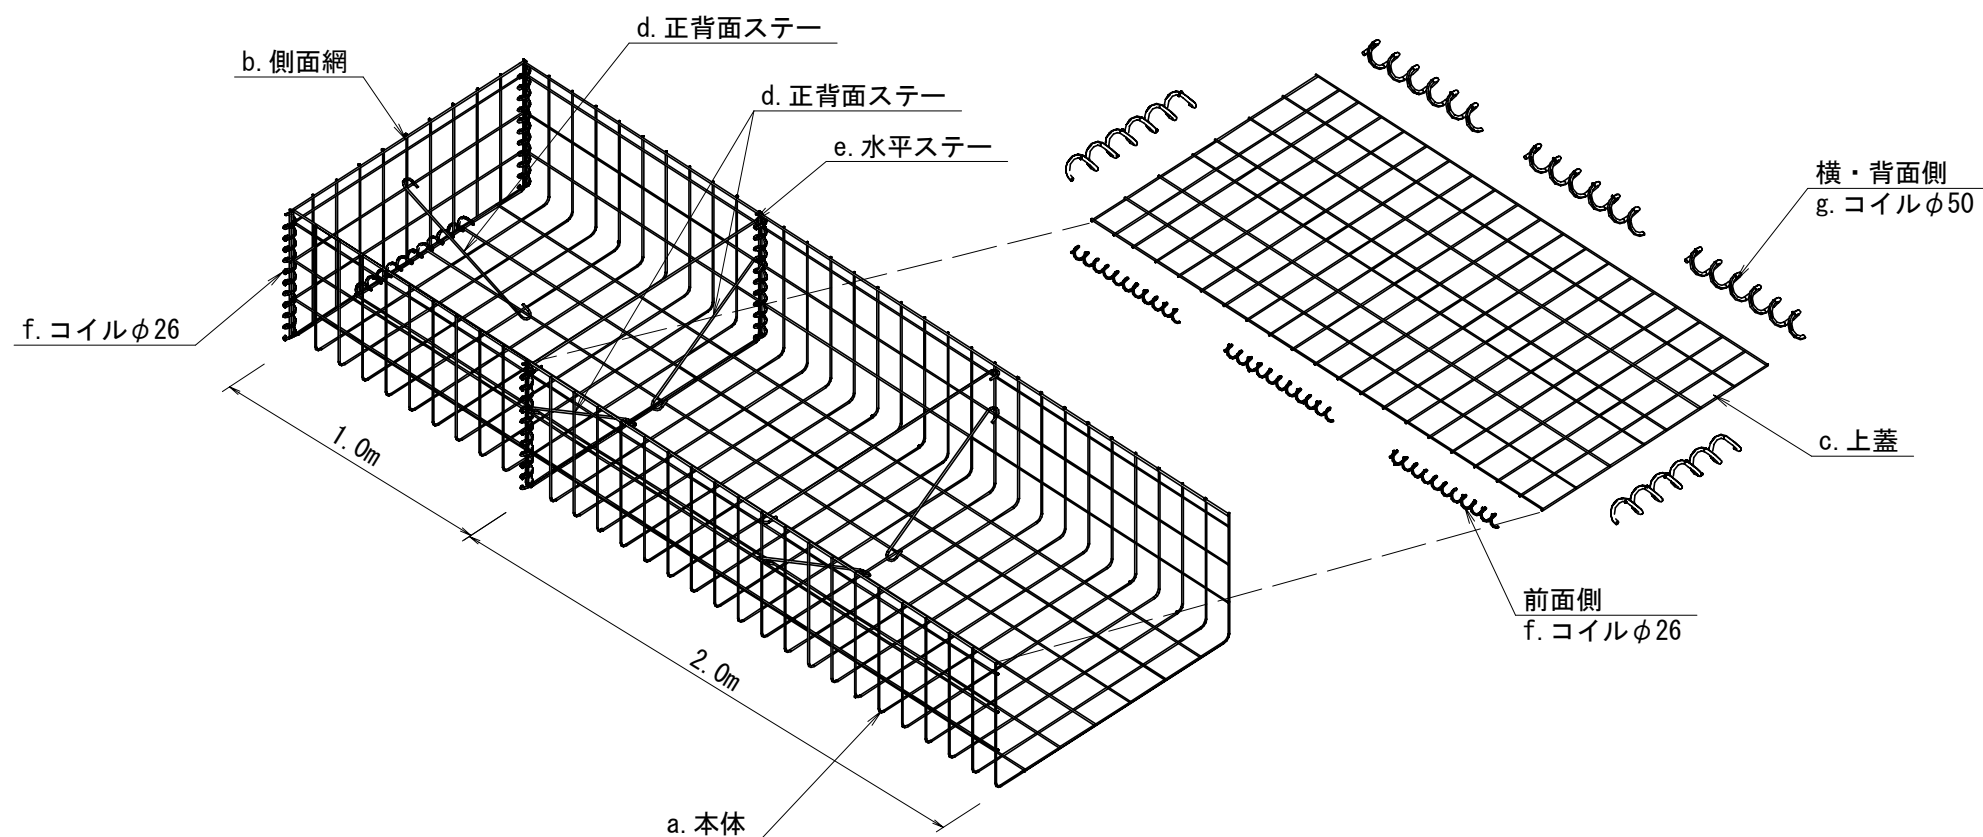 d. 正背面ステー
b. 側面網
d. 正背面ステー
e. 水平ステー
横・背面側
g. コイルφ50
f. コイルφ26
1.0m
c. 上蓋
前面側
f. コイルφ26
2.0m
a. 本体